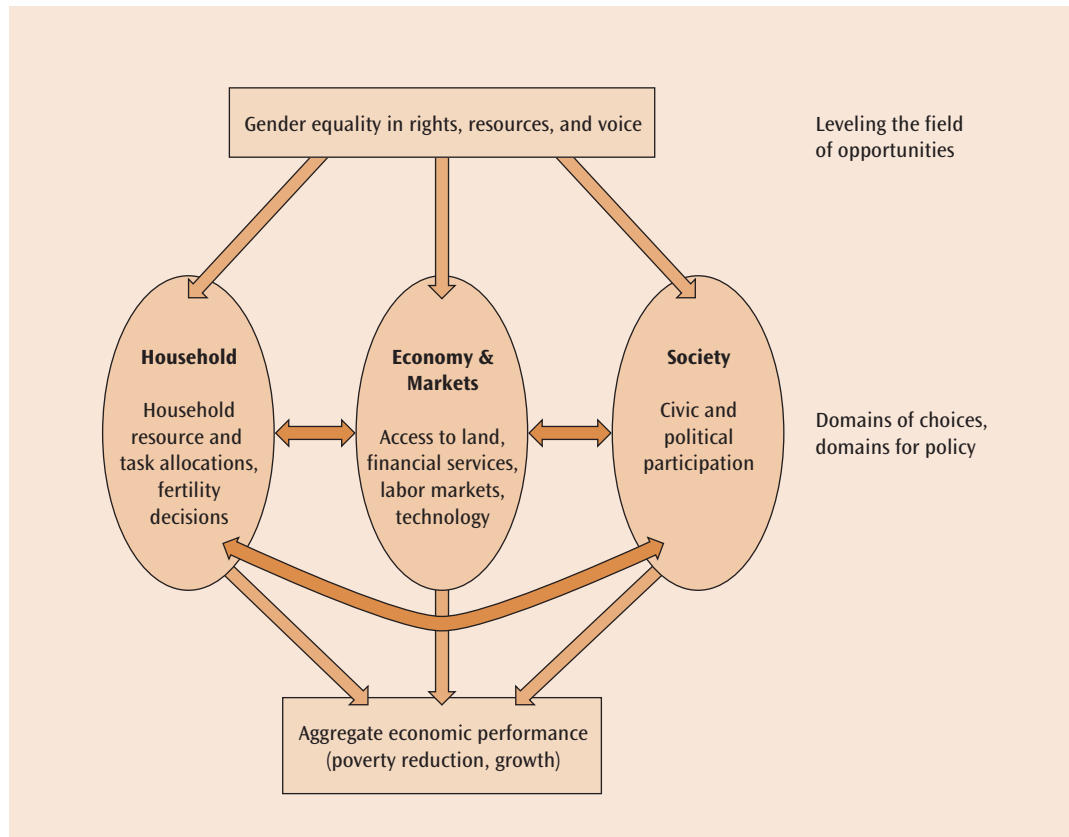 Gender equality in rights, resources, and voice
Leveling the field
of opportunities
Household
Household
resource and
task allocations,
fertility
decisions
Economy &
Markets
Access to land,
financial services,
labor markets,
technology
Society
Civic and
political
participation
Domains of choices,
domains for policy
Aggregate economic performance
(poverty reduction, growth)